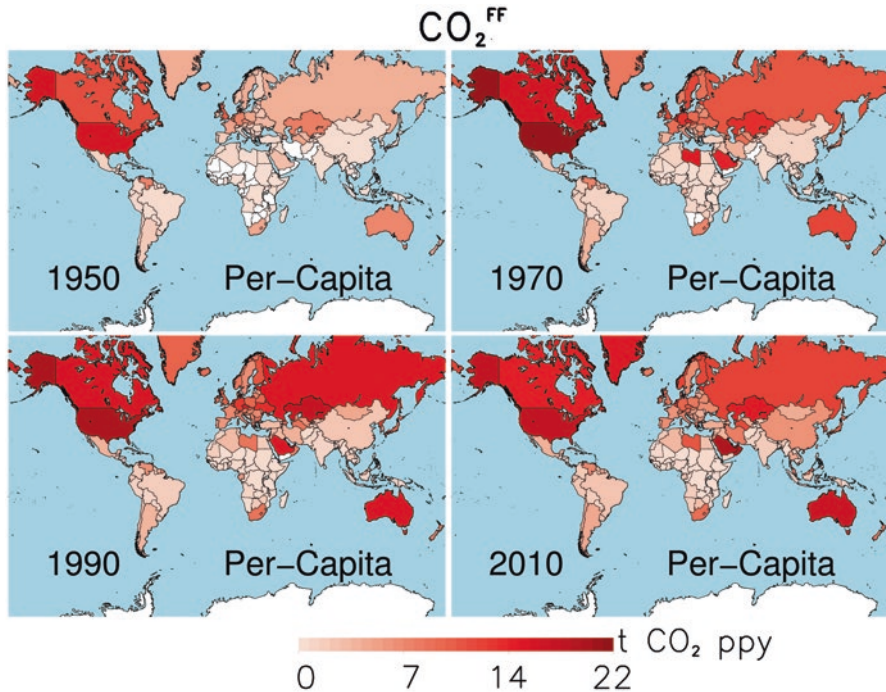 CO₂ᶠᶠ
1950 Per-Capita
1970 Per-Capita
1990 Per-Capita
2010 Per-Capita
t CO₂ ppy
0 7 14 22